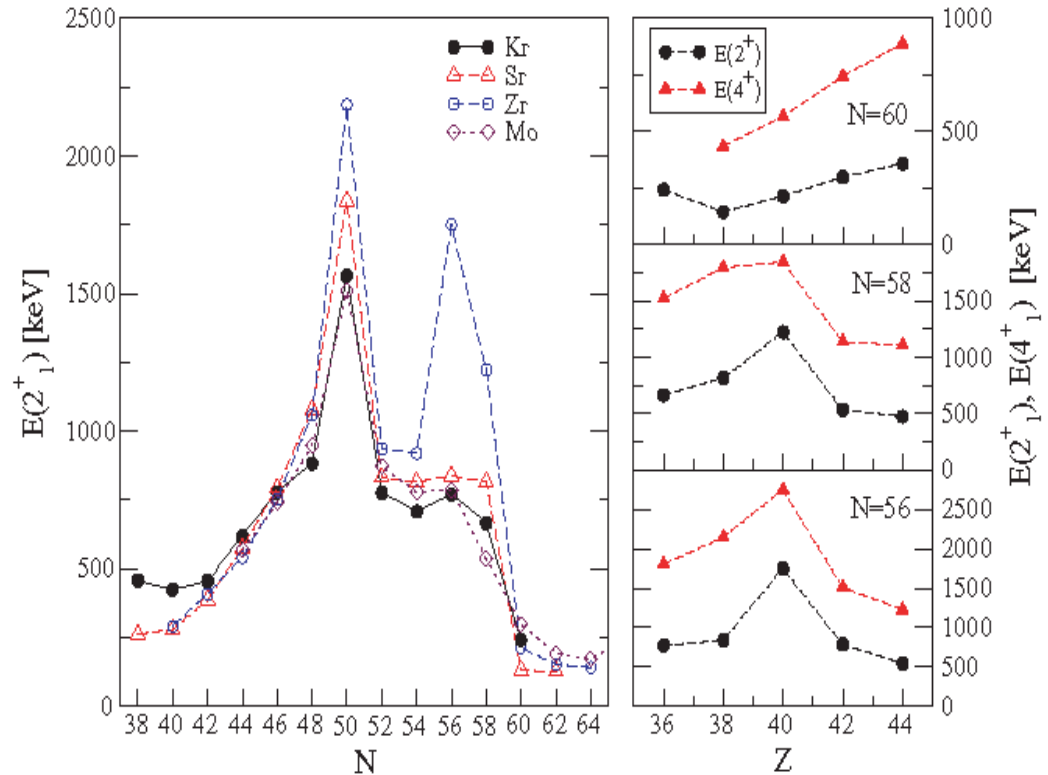 2500
2000
1500
1000
500
0
E(2⁺₁) [keV]
Kr
Sr
Zr
Mo
38 40 42 44 46 48 50 52 54 56 58 60 62 64
N
E(2⁺)
E(4⁺)
N=60
1000
500
0
N=58
1500
1000
500
0
N=56
2500
2000
1500
1000
500
0
E(2⁺₁), E(4⁺₁) [keV]
36 38 40 42 44
Z